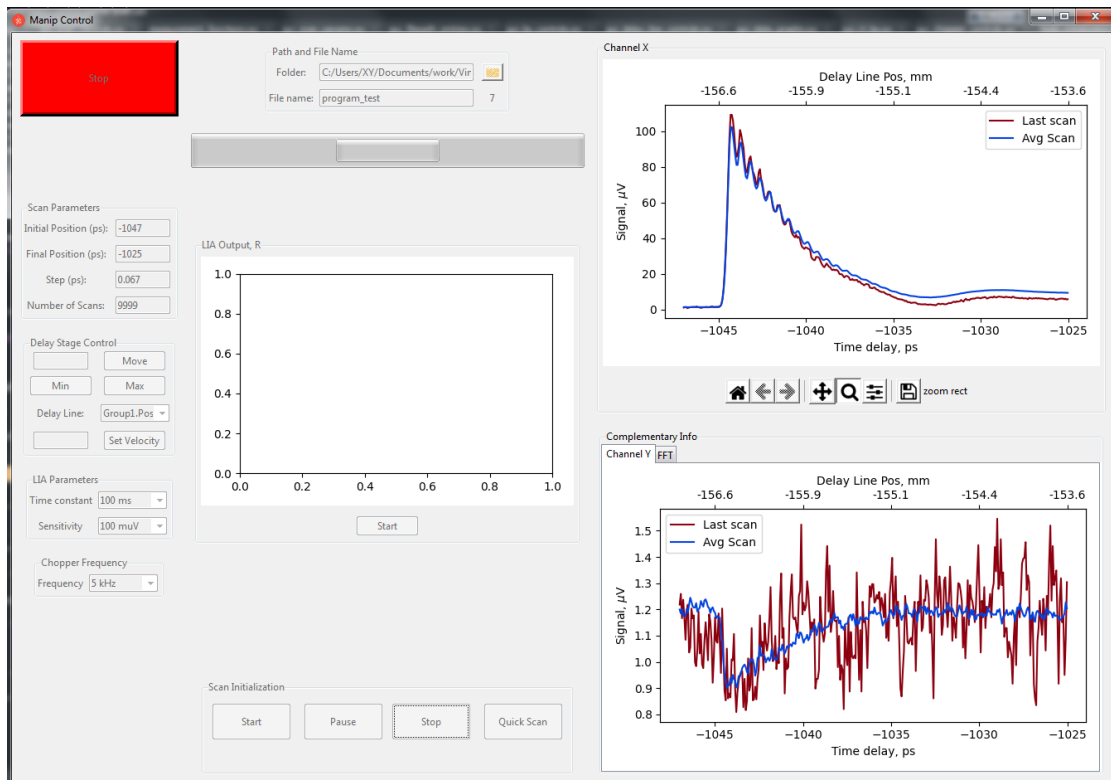 Manip Control
Stop
Path and File Name
Folder: C:/Users/XY/Documents/work/Vir
File name: program_test 7
Scan Parameters
Initial Position (ps): -1047
Final Position (ps): -1025
Step (ps): 0.067
Number of Scans: 9999
Delay Stage Control
Move
Min Max
Delay Line: Group1.Pos
Set Velocity
LIA Parameters
Time constant 100 ms
Sensitivity 100 muV
Chopper Frequency
Frequency 5 kHz
LIA Output, R
1.0
0.8
0.6
0.4
0.2
0.0
0.0 0.2 0.4 0.6 0.8 1.0
Start
Scan Initialization
Start Pause Stop Quick Scan
Channel X
Delay Line Pos, mm
-156.6 -155.9 -155.1 -154.4 -153.6
Last scan
Avg Scan
Signal, μV
100
80
60
40
20
0
−1045 −1040 −1035 −1030 −1025
Time delay, ps
zoom rect
Complementary Info
Channel Y FFT
Delay Line Pos, mm
-156.6 -155.9 -155.1 -154.4 -153.6
Last scan
Avg Scan
Signal, μV
1.5
1.4
1.3
1.2
1.1
1.0
0.9
0.8
−1045 −1040 −1035 −1030 −1025
Time delay, ps